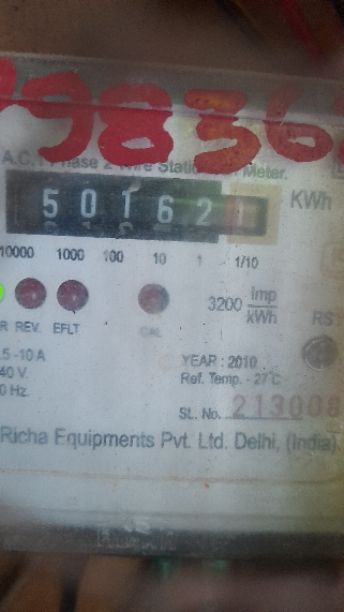 98363
A.C. 1 Phase 2 Wire Static Meter.
501621 KWh
10000 1000 100 10 1 1/10
3200 imp/kWh
R REV. EFLT CAL RS
.5 -10 A
40 V.
0 Hz.
YEAR : 2010
Ref. Temp. - 27°C
SL. No. 213008
Richa Equipments Pvt. Ltd. Delhi, (India).